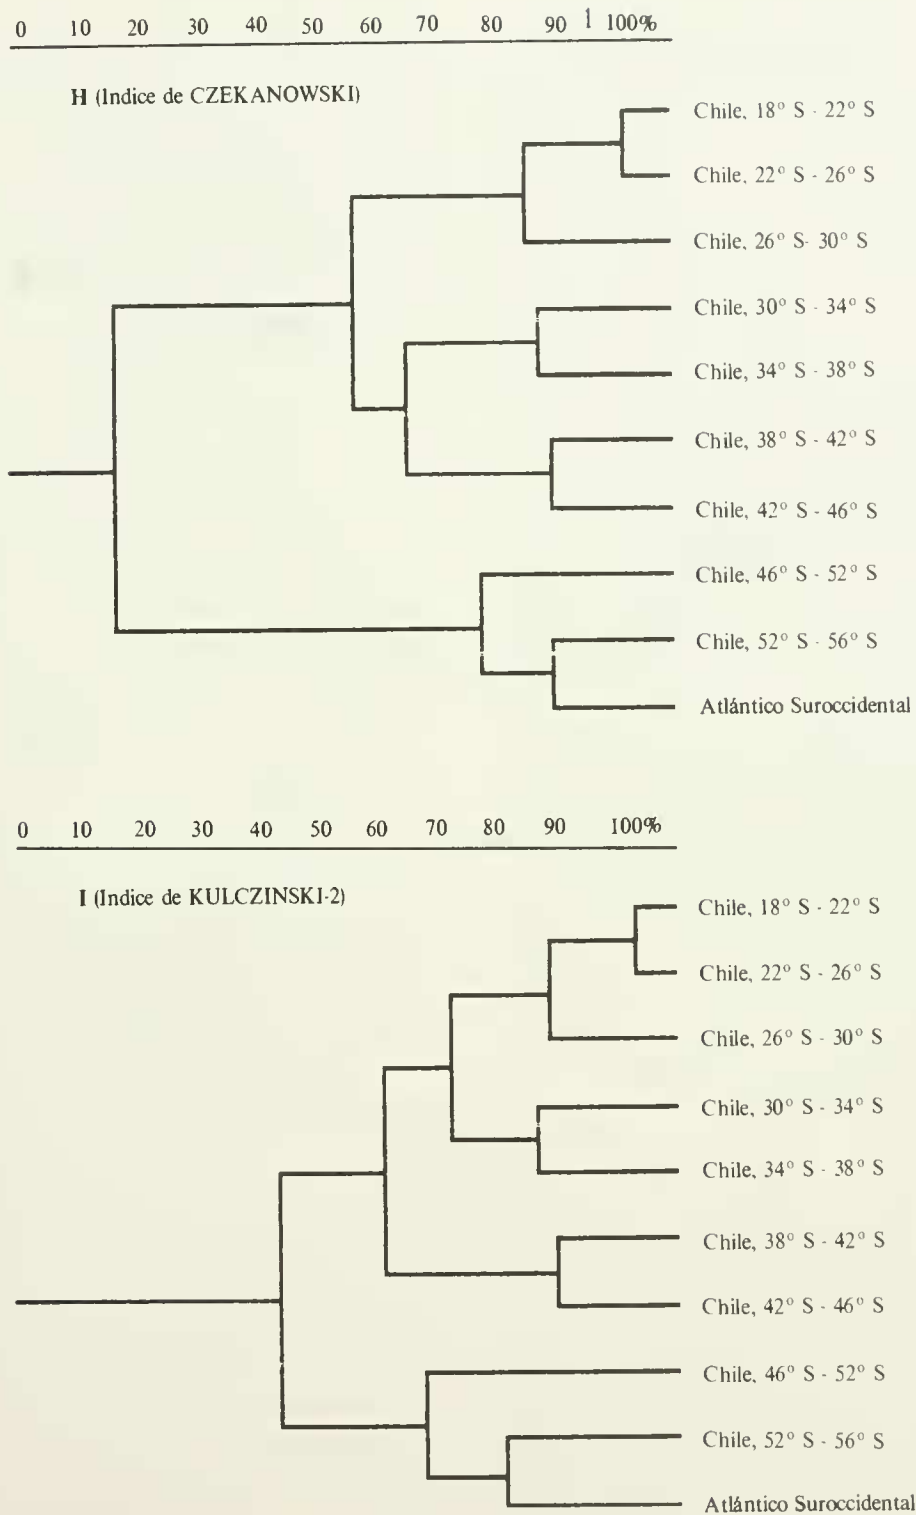 0 10 20 30 40 50 60 70 80 90 100%
H (Indice de CZEKANOWSKI)
Chile, 18° S - 22° S
Chile, 22° S - 26° S
Chile, 26° S- 30° S
Chile, 30° S - 34° S
Chile, 34° S - 38° S
Chile, 38° S - 42° S
Chile, 42° S - 46° S
Chile, 46° S - 52° S
Chile, 52° S - 56° S
Atlántico Suroccidental
0 10 20 30 40 50 60 70 80 90 100%
I (Indice de KULCZINSKI-2)
Chile, 18° S - 22° S
Chile, 22° S - 26° S
Chile, 26° S - 30° S
Chile, 30° S - 34° S
Chile, 34° S - 38° S
Chile, 38° S - 42° S
Chile, 42° S - 46° S
Chile, 46° S - 52° S
Chile, 52° S - 56° S
Atlántico Suroccidental